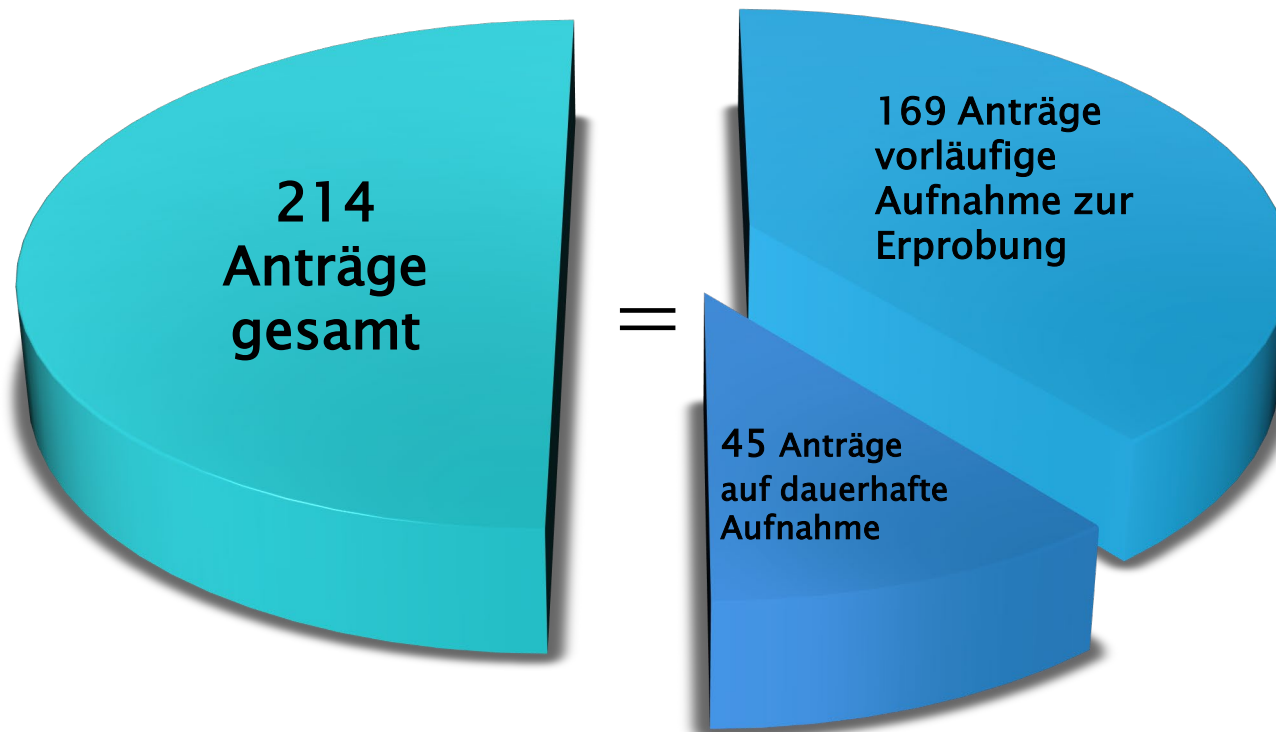 214
Anträge
gesamt
=
169 Anträge
vorläufige
Aufnahme zur
Erprobung
45 Anträge
auf dauerhafte
Aufnahme